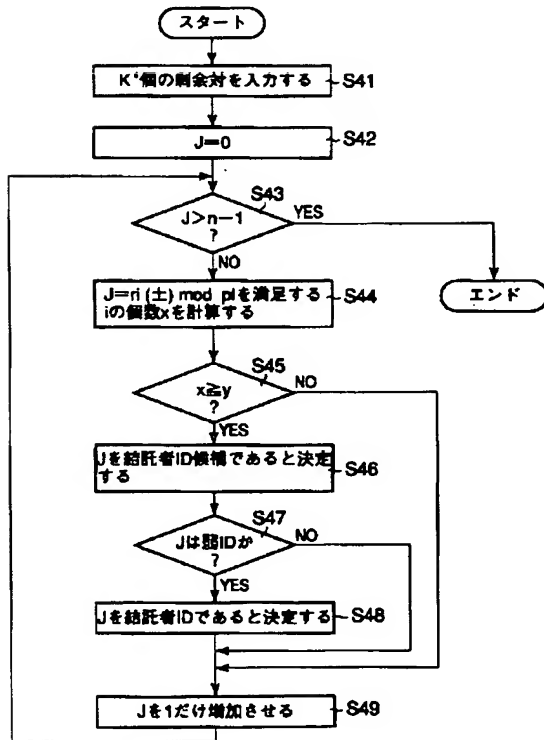 スタート
K'個の剰余対を入力する
S41
J=0
S42
S43
J>n-1
?
YES
NO
エンド
J=ri (±) mod piを満足する
iの個数xを計算する
S44
S45
x≧y
?
NO
YES
Jを結託者ID候補であると決定
する
S46
S47
Jは弱IDか
?
NO
YES
Jを結託者IDであると決定する
S48
Jを1だけ増加させる
S49